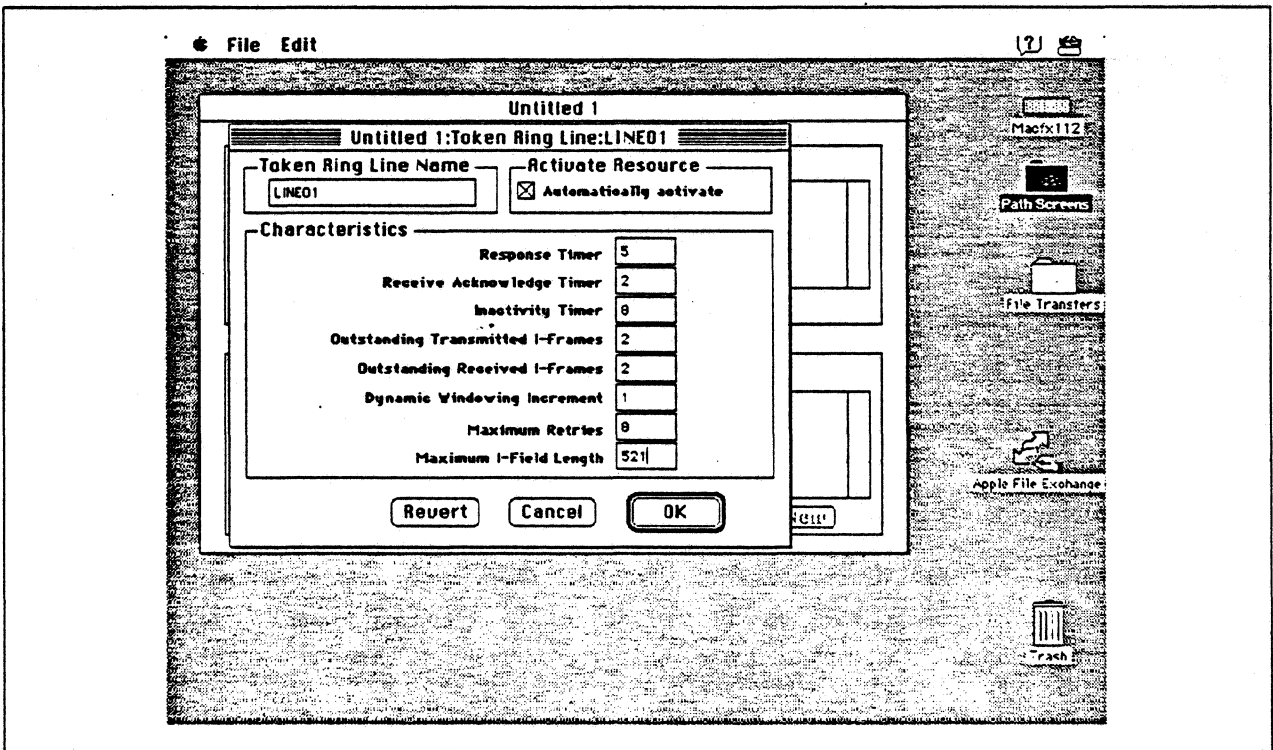 File Edit
Untitled 1
Untitled 1:Token Ring Line:LINE01
Token Ring Line Name
Activate Resource
LINE01
Automatically activate
Characteristics
Response Timer 5
Receive Acknowledge Timer 2
Inactivity Timer 8
Outstanding Transmitted I-Frames 2
Outstanding Received I-Frames 2
Dynamic Windowing Increment 1
Maximum Retries 8
Maximum I-Field Length 521
Revert Cancel OK
New
Macfx112
Path Screens
File Transfers
Apple File Exchange
Trash